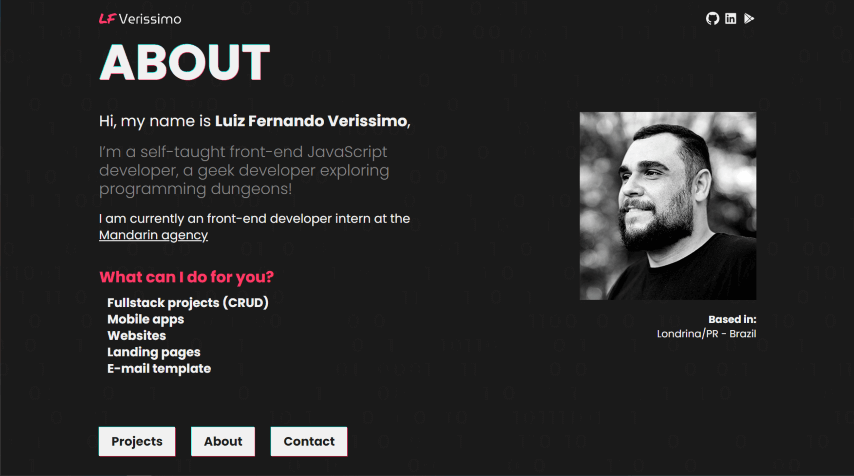 LF Verissimo
ABOUT
Hi, my name is Luiz Fernando Verissimo,
I'm a self-taught front-end JavaScript
developer, a geek developer exploring
programming dungeons!
I am currently an front-end developer intern at the
Mandarin agency
What can I do for you?
Fullstack projects (CRUD)
Mobile apps
Websites
Landing pages
E-mail template
Based in:
Londrina/PR - Brazil
Projects
About
Contact